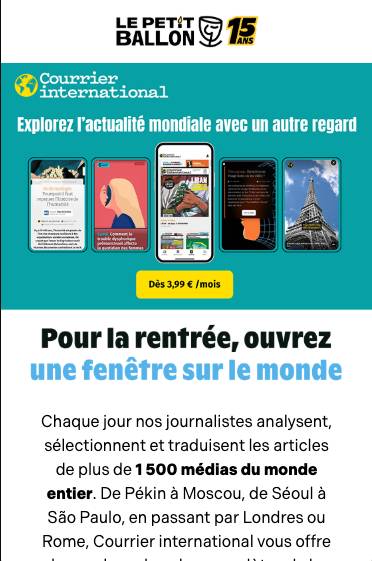 LE PETIT
BALLON
15
ANS
Courrier
international
Explorez l'actualité mondiale avec un autre regard
Dès 3,99 € /mois
Pour la rentrée, ouvrez
une fenêtre sur le monde
Chaque jour nos journalistes analysent,
sélectionnent et traduisent les articles
de plus de 1 500 médias du monde
entier. De Pékin à Moscou, de Séoul à
São Paulo, en passant par Londres ou
Rome, Courrier international vous offre